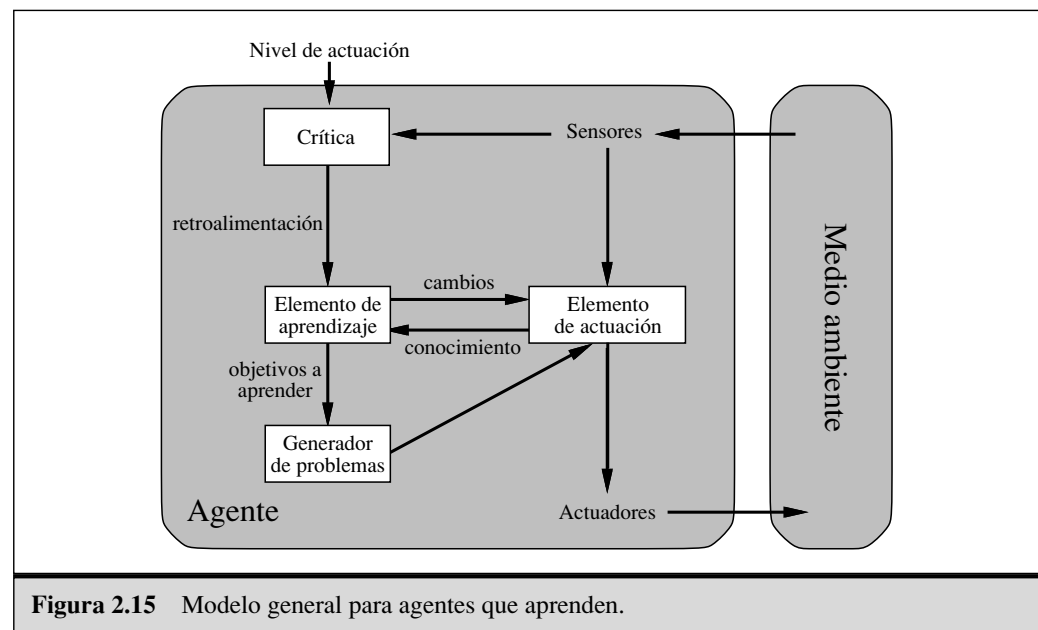 Nivel de actuación
Crítica
Sensores
retroalimentación
Medio ambiente
Elemento de
aprendizaje
cambios
conocimiento
Elemento
de actuación
objetivos a
aprender
Generador
de problemas
Agente
Actuadores
Figura 2.15 Modelo general para agentes que aprenden.